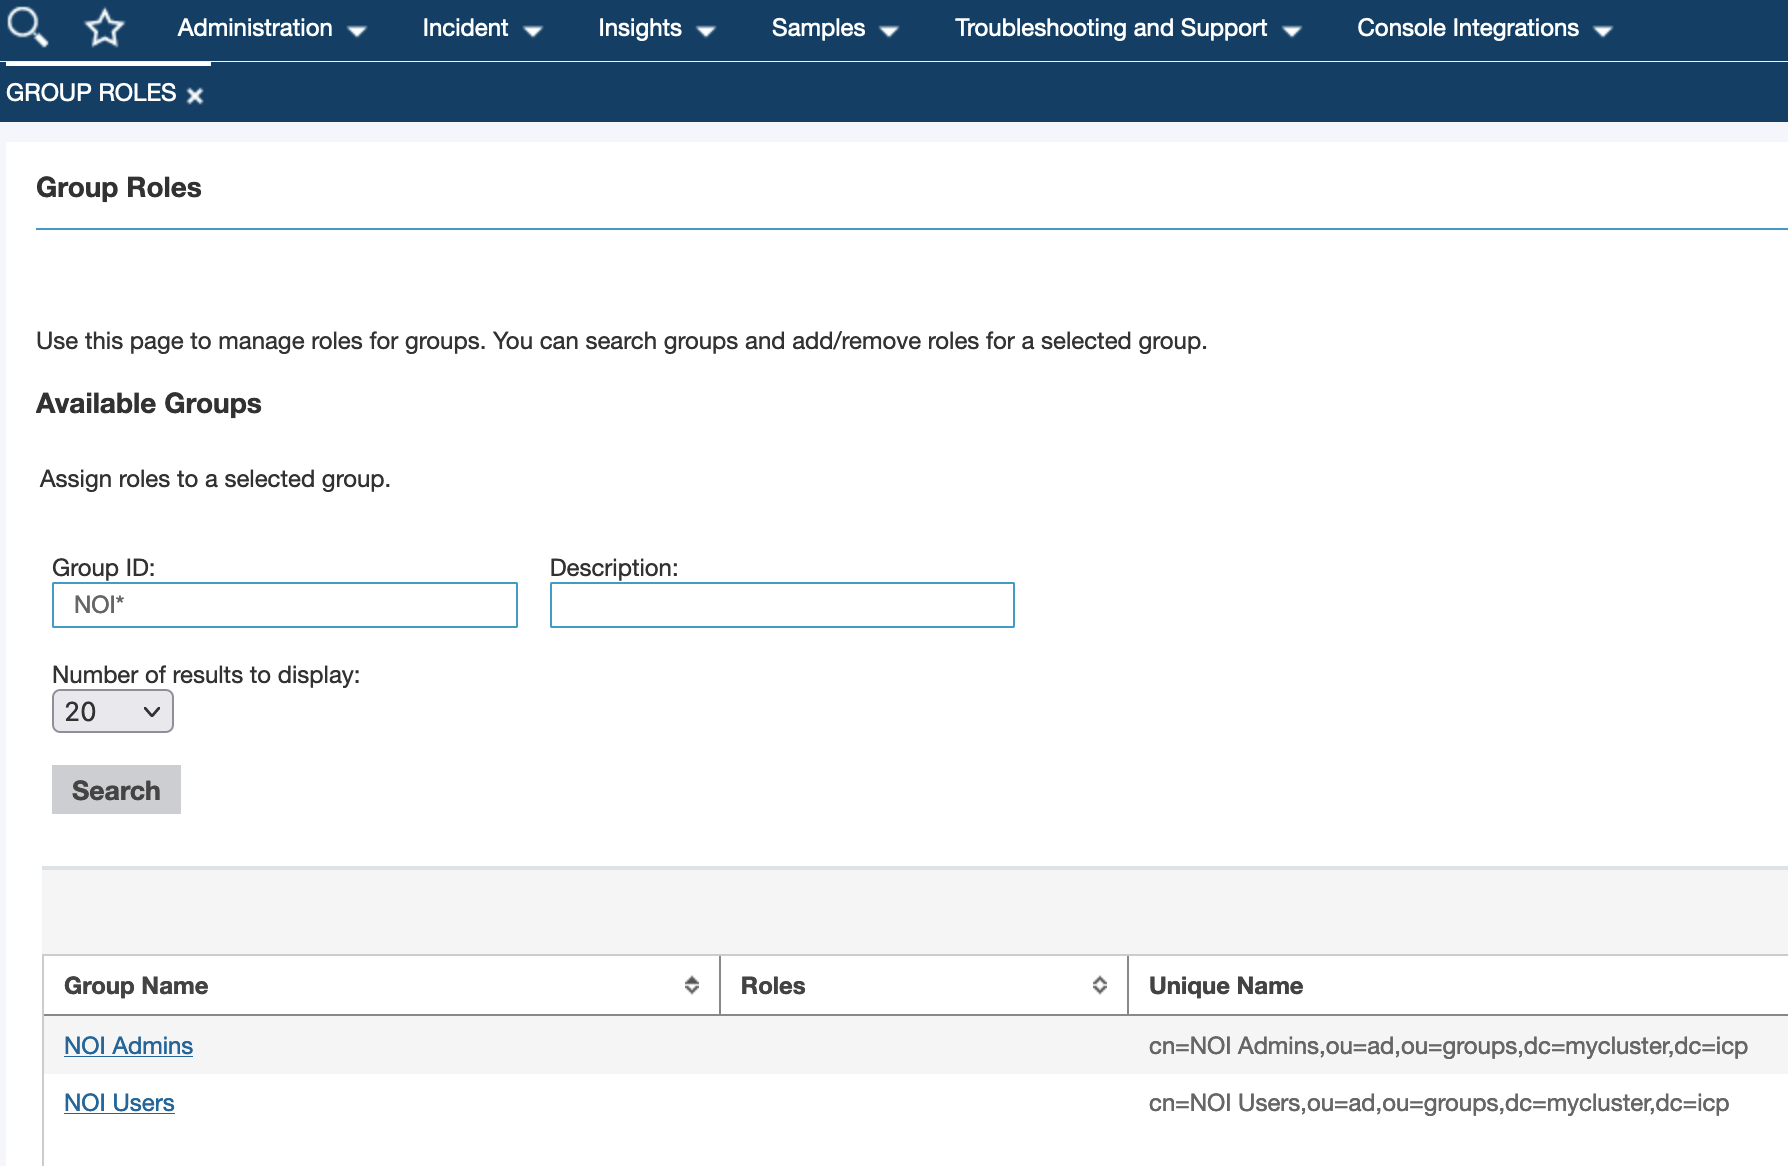 Administration Incident Insights Samples Troubleshooting and Support Console Integrations
GROUP ROLES
Group Roles
Use this page to manage roles for groups. You can search groups and add/remove roles for a selected group.
Available Groups
Assign roles to a selected group.
Group ID: Description:
NOI*
Number of results to display:
20
Search
Group Name Roles Unique Name
NOI Admins cn=NOI Admins,ou=ad,ou=groups,dc=mycluster,dc=icp
NOI Users cn=NOI Users,ou=ad,ou=groups,dc=mycluster,dc=icp